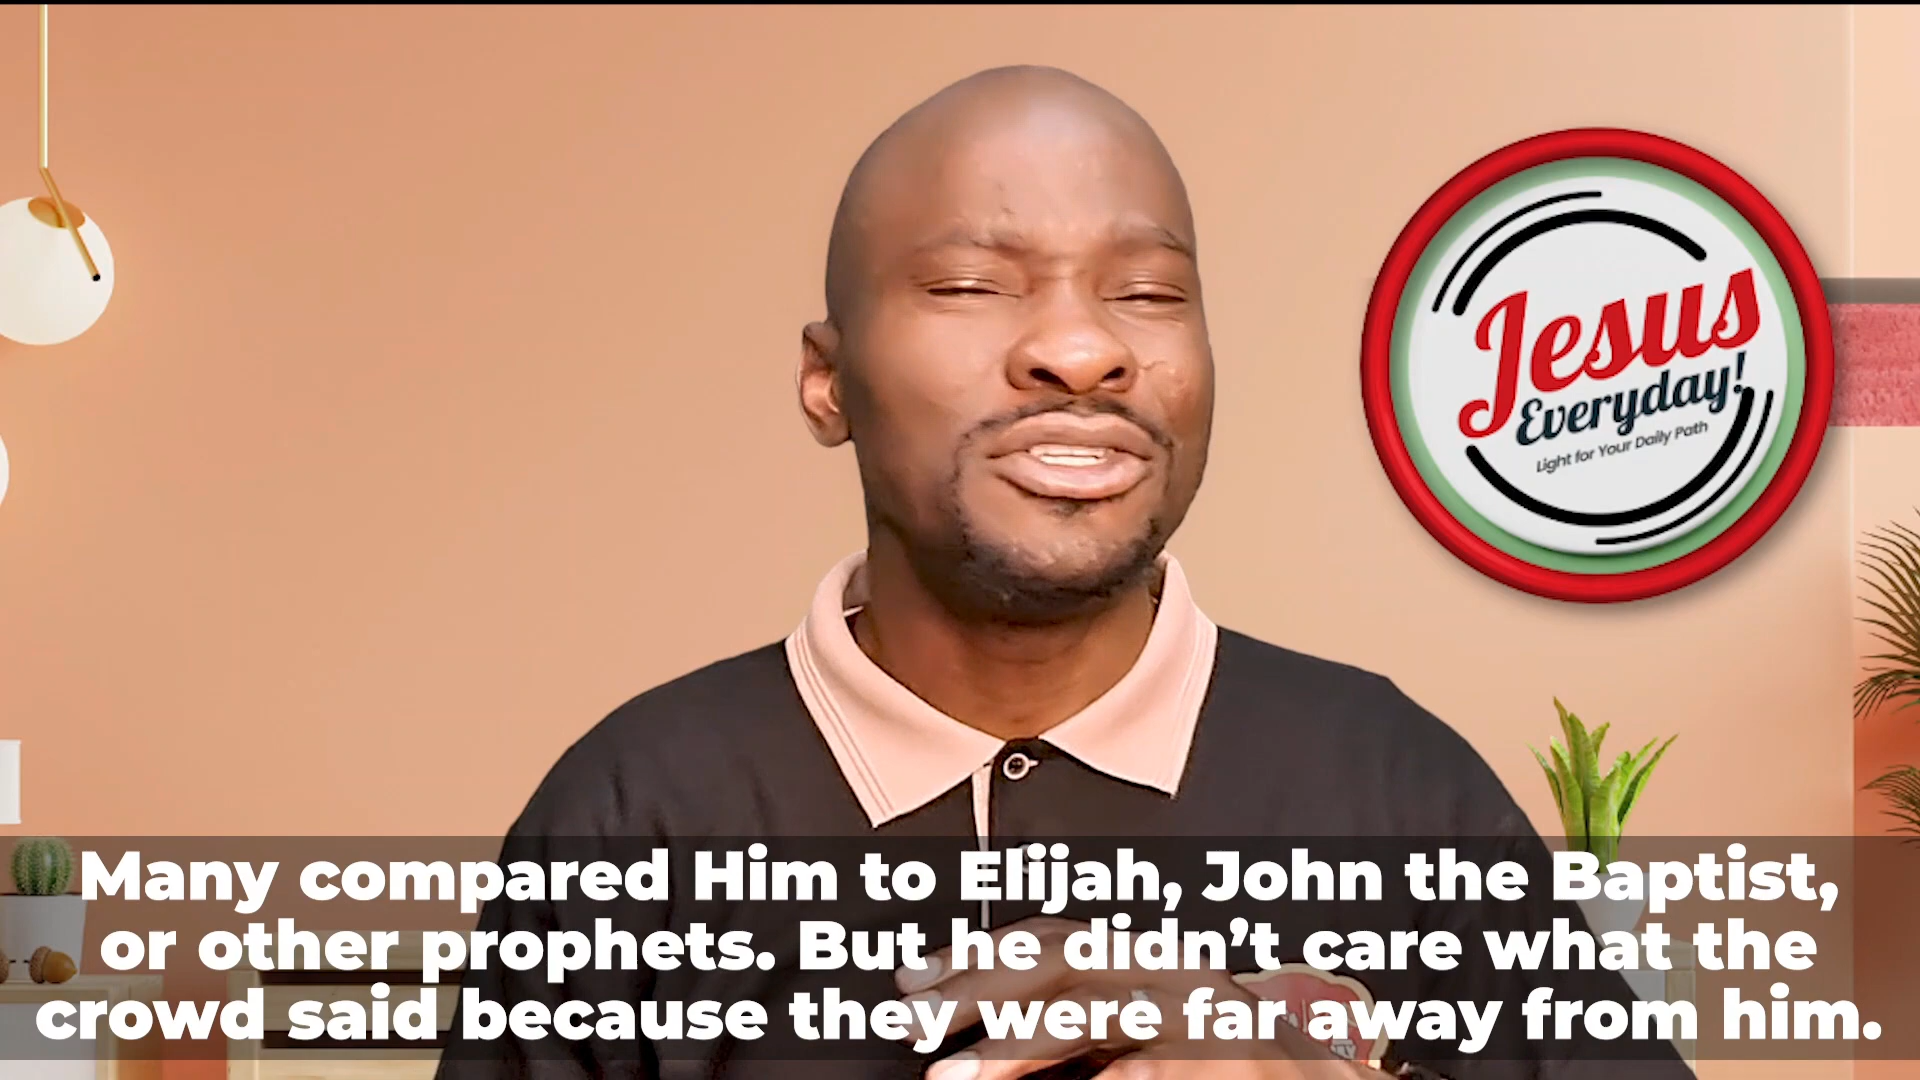 Jesus
Everyday!
Light for Your Daily Path
Many compared Him to Elijah, John the Baptist,
or other prophets. But he didn’t care what the
crowd said because they were far away from him.